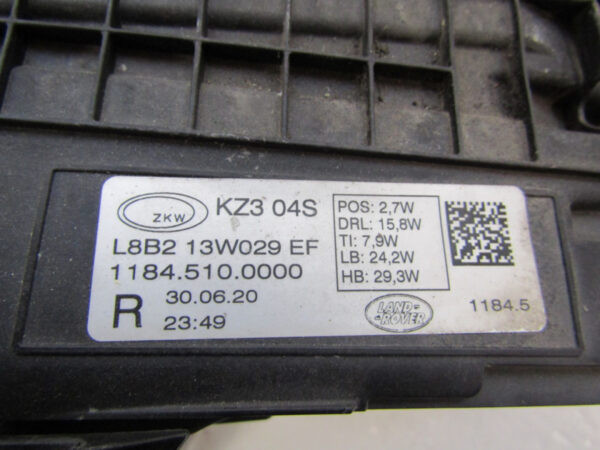 ZKW KZ3 04S
L8B2 13W029 EF
1184.510.0000
R 30.06.20
23:49
POS: 2,7W
DRL: 15,8W
TI: 7,9W
LB: 24,2W
HB: 29,3W
LAND-
-ROVER
1184.5